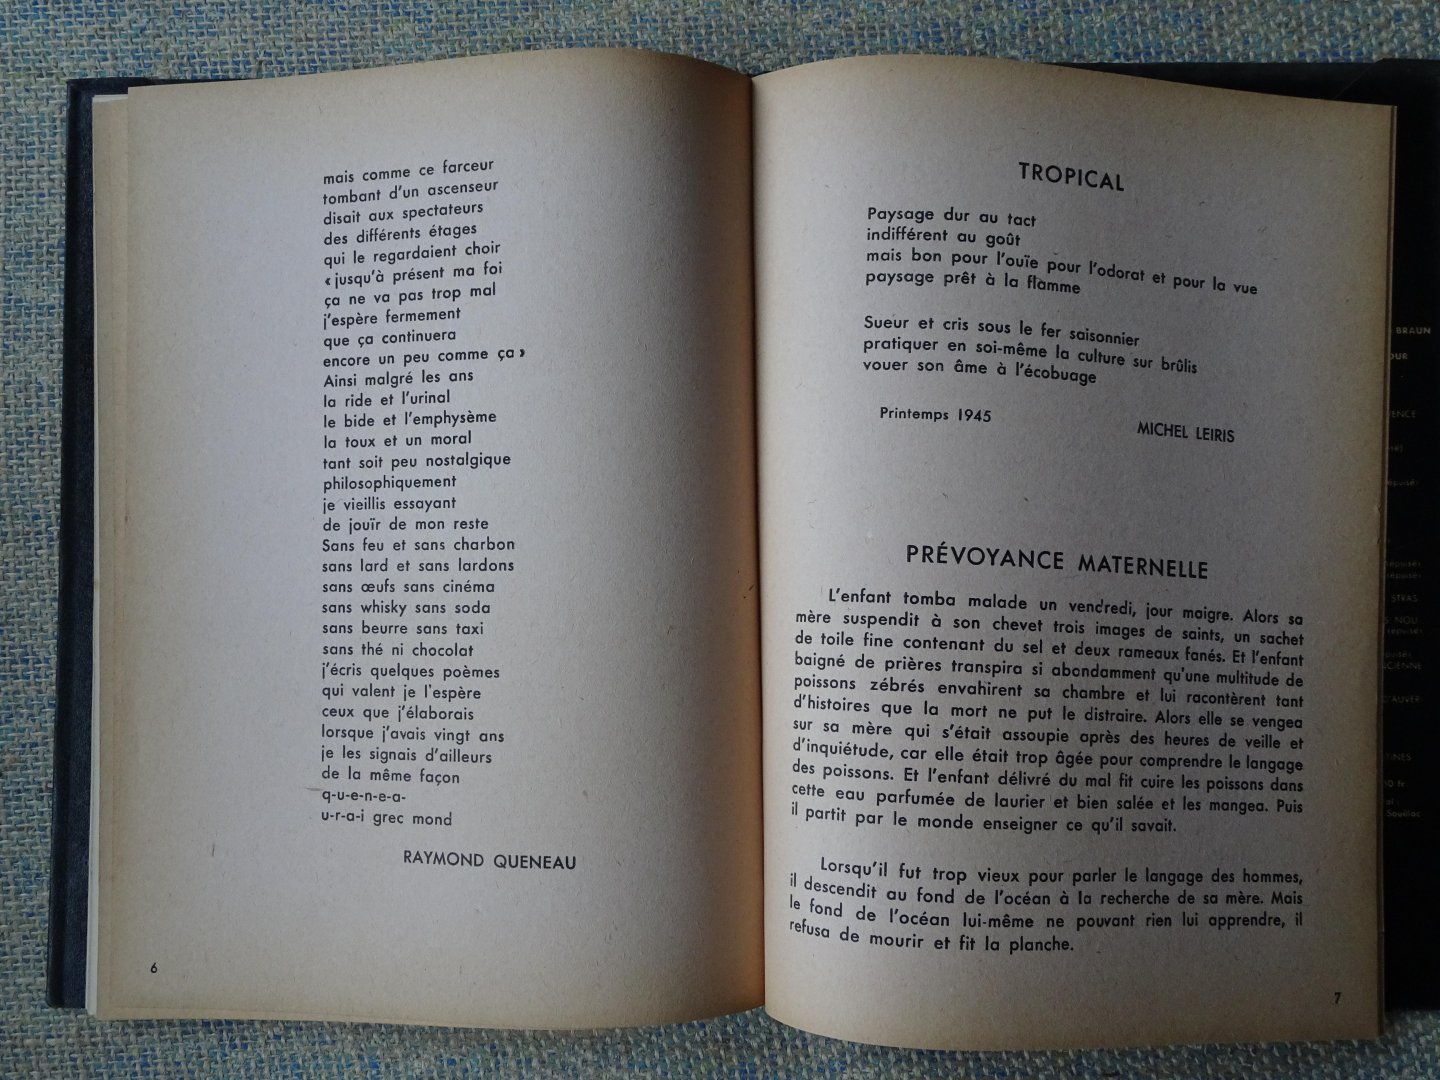 mais comme ce farceur
tombant d'un ascenseur
disait aux spectateurs
des différents étages
qui le regardaient choir
« jusqu'à présent ma foi
ça ne va pas trop mal
j'espère fermement
que ça continuera
encore un peu comme ça »
Ainsi malgré les ans
la ride et l'urinal
le bide et l'emphysème
la toux et un moral
tant soit peu nostalgique
philosophiquement
je vieillis essayant
de jouïr de mon reste
Sans feu et sans charbon
sans lard et sans lardons
sans œufs sans cinéma
sans whisky sans soda
sans beurre sans taxi
sans thé ni chocolat
j'écris quelques poèmes
qui valent je l'espère
ceux que j'élaborais
lorsque j'avais vingt ans
je les signais d'ailleurs
de la même façon
q-u-e-n-e-a-
u-r-a-i grec mond
RAYMOND QUENEAU
6
TROPICAL
Paysage dur au tact
indifférent au goût
mais bon pour l'ouïe pour l'odorat et pour la vue
paysage prêt à la flamme
Sueur et cris sous le fer saisonnier
pratiquer en soi-même la culture sur brûlis
vouer son âme à l'écobuage
Printemps 1945
MICHEL LEIRIS
PRÉVOYANCE MATERNELLE
L'enfant tomba malade un vendredi, jour maigre. Alors sa
mère suspendit à son chevet trois images de saints, un sachet
de toile fine contenant du sel et deux rameaux fanés. Et l'enfant
baigné de prières transpira si abondamment qu'une multitude de
poissons zébrés envahirent sa chambre et lui racontèrent tant
d'histoires que la mort ne put le distraire. Alors elle se vengea
sur sa mère qui s'était assoupie après des heures de veille et
d'inquiétude, car elle était trop âgée pour comprendre le langage
des poissons. Et l'enfant délivré du mal fit cuire les poissons dans
cette eau parfumée de laurier et bien salée et les mangea. Puis
il partit par le monde enseigner ce qu'il savait.
Lorsqu'il fut trop vieux pour parler le langage des hommes,
il descendit au fond de l'océan à la recherche de sa mère. Mais
le fond de l'océan lui-même ne pouvant rien lui apprendre, il
refusa de mourir et fit la planche.
7
BRAUN
STRAS
NOU
D'AUVER
Souillac